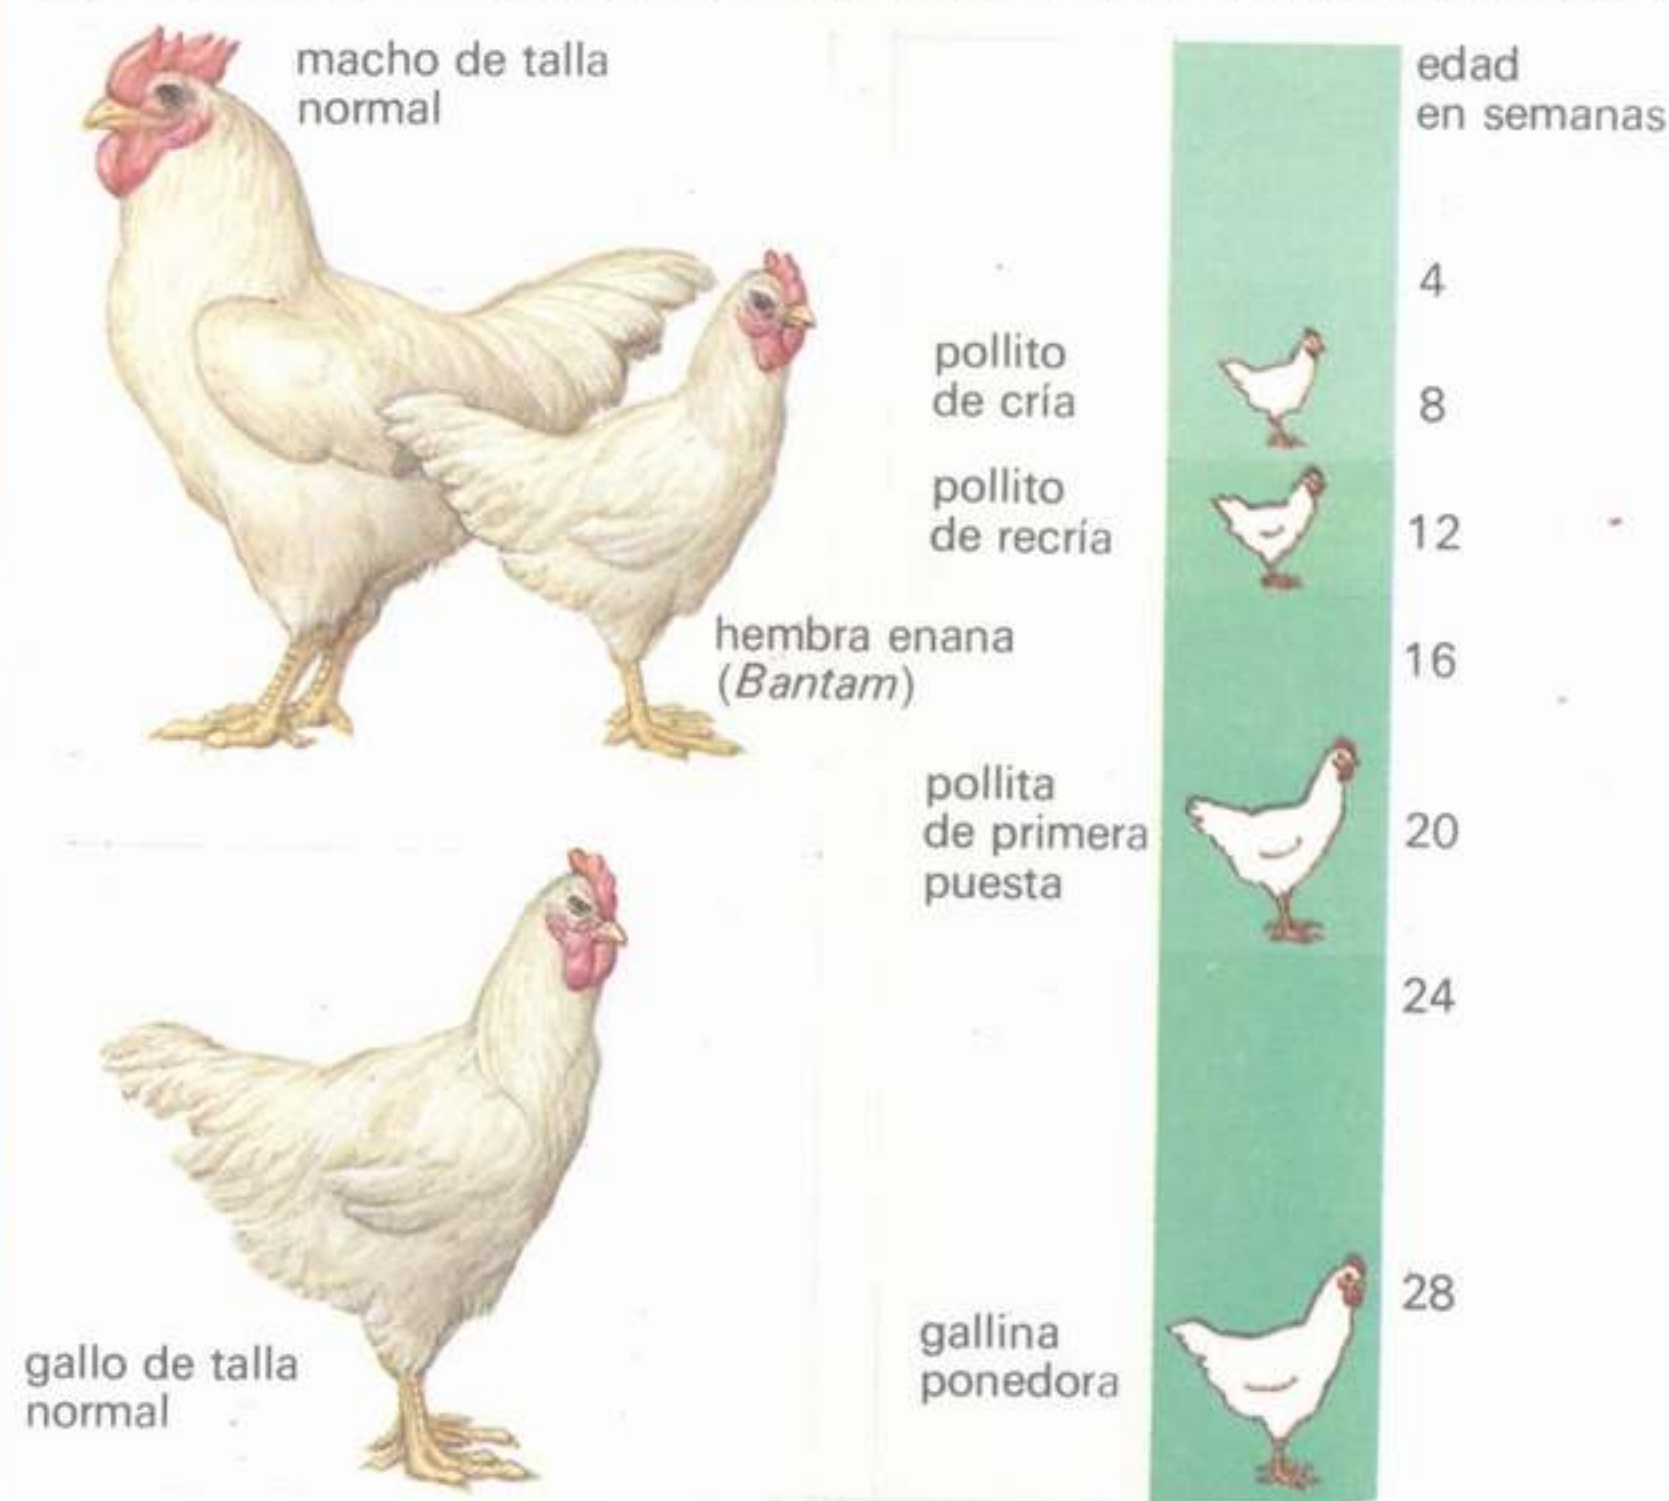 macho de talla
normal
hembra enana
(Bantam)
gallo de talla
normal
edad
en semanas
4
pollito
de cría
8
pollito
de recría
12
16
pollita
de primera
puesta
20
24
28
gallina
ponedora